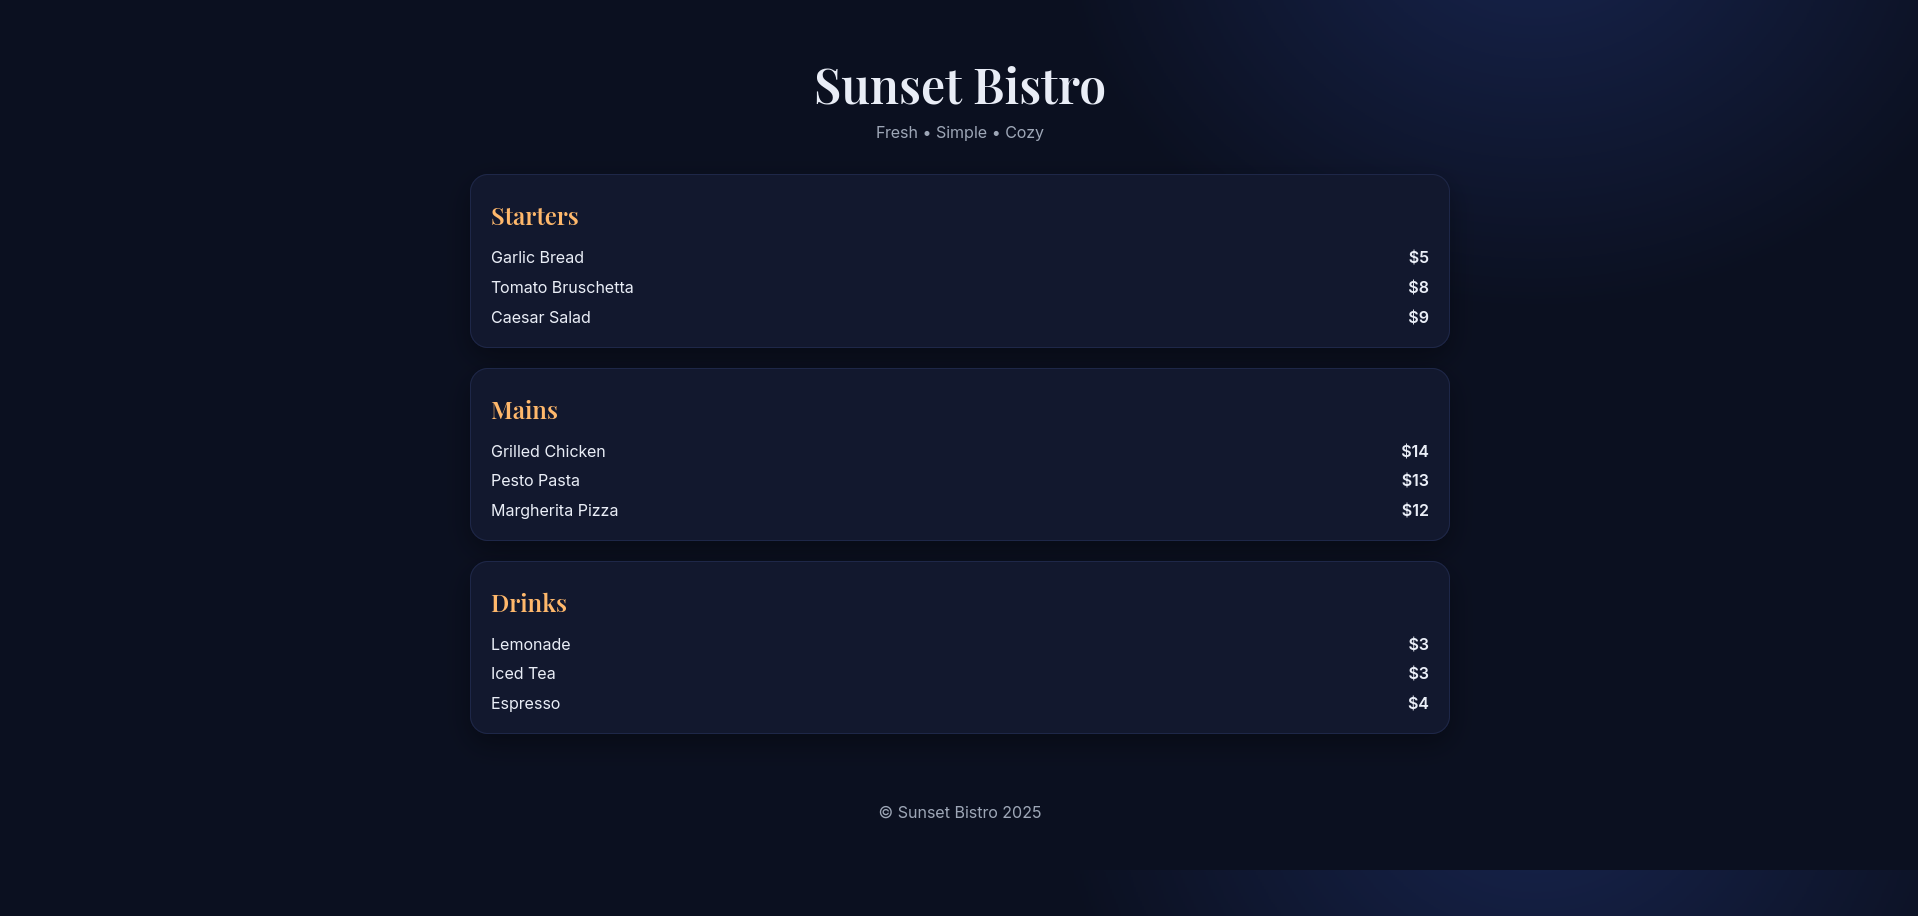 Sunset Bistro
Fresh • Simple • Cozy
Starters
Garlic Bread $5
Tomato Bruschetta $8
Caesar Salad $9
Mains
Grilled Chicken $14
Pesto Pasta $13
Margherita Pizza $12
Drinks
Lemonade $3
Iced Tea $3
Espresso $4
© Sunset Bistro 2025